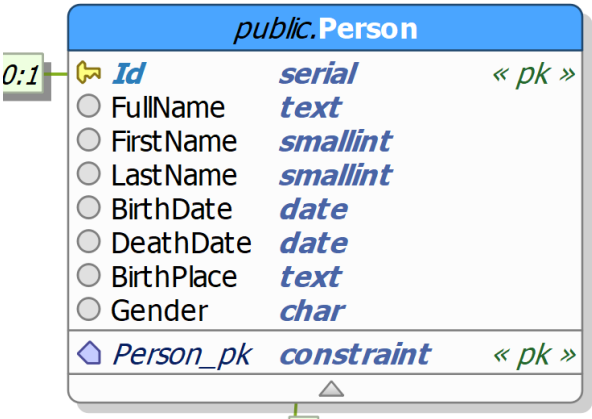 public.Person
0:1
Id serial « pk »
FullName text
FirstName smallint
LastName smallint
BirthDate date
DeathDate date
BirthPlace text
Gender char
Person_pk constraint « pk »